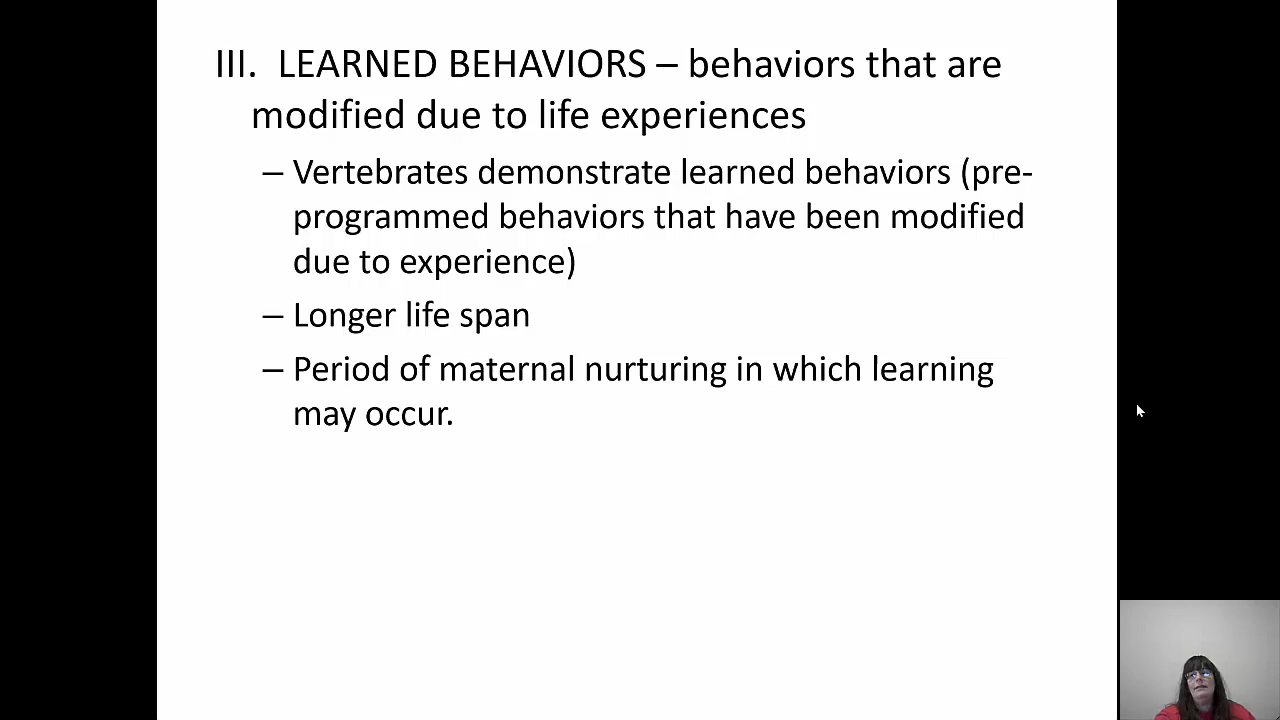 III. LEARNED BEHAVIORS – behaviors that are
modified due to life experiences
– Vertebrates demonstrate learned behaviors (pre-
programmed behaviors that have been modified
due to experience)
– Longer life span
– Period of maternal nurturing in which learning
may occur.